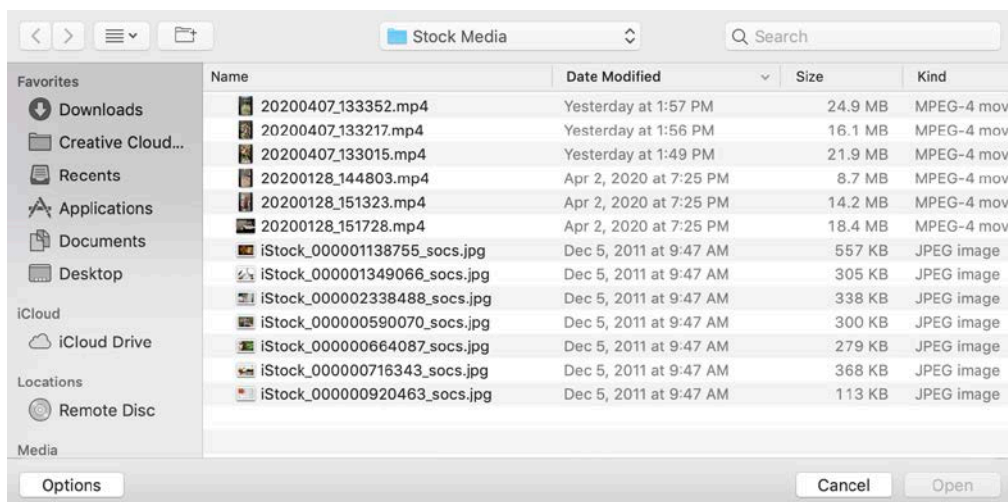 Stock Media
Search
Favorites
Downloads
Creative Cloud...
Recents
Applications
Documents
Desktop
iCloud
iCloud Drive
Locations
Remote Disc
Media
Name Date Modified Size Kind
20200407_133352.mp4 Yesterday at 1:57 PM 24.9 MB MPEG-4 mov
20200407_133217.mp4 Yesterday at 1:56 PM 16.1 MB MPEG-4 mov
20200407_133015.mp4 Yesterday at 1:49 PM 21.9 MB MPEG-4 mov
20200128_144803.mp4 Apr 2, 2020 at 7:25 PM 8.7 MB MPEG-4 mov
20200128_151323.mp4 Apr 2, 2020 at 7:25 PM 14.2 MB MPEG-4 mov
20200128_151728.mp4 Apr 2, 2020 at 7:25 PM 18.4 MB MPEG-4 mov
iStock_000001138755_socs.jpg Dec 5, 2011 at 9:47 AM 557 KB JPEG image
iStock_000001349066_socs.jpg Dec 5, 2011 at 9:47 AM 305 KB JPEG image
iStock_000002338488_socs.jpg Dec 5, 2011 at 9:47 AM 338 KB JPEG image
iStock_000000590070_socs.jpg Dec 5, 2011 at 9:47 AM 300 KB JPEG image
iStock_000000664087_socs.jpg Dec 5, 2011 at 9:47 AM 279 KB JPEG image
iStock_000000716343_socs.jpg Dec 5, 2011 at 9:47 AM 368 KB JPEG image
iStock_000000920463_socs.jpg Dec 5, 2011 at 9:47 AM 113 KB JPEG image
Options
Cancel
Open